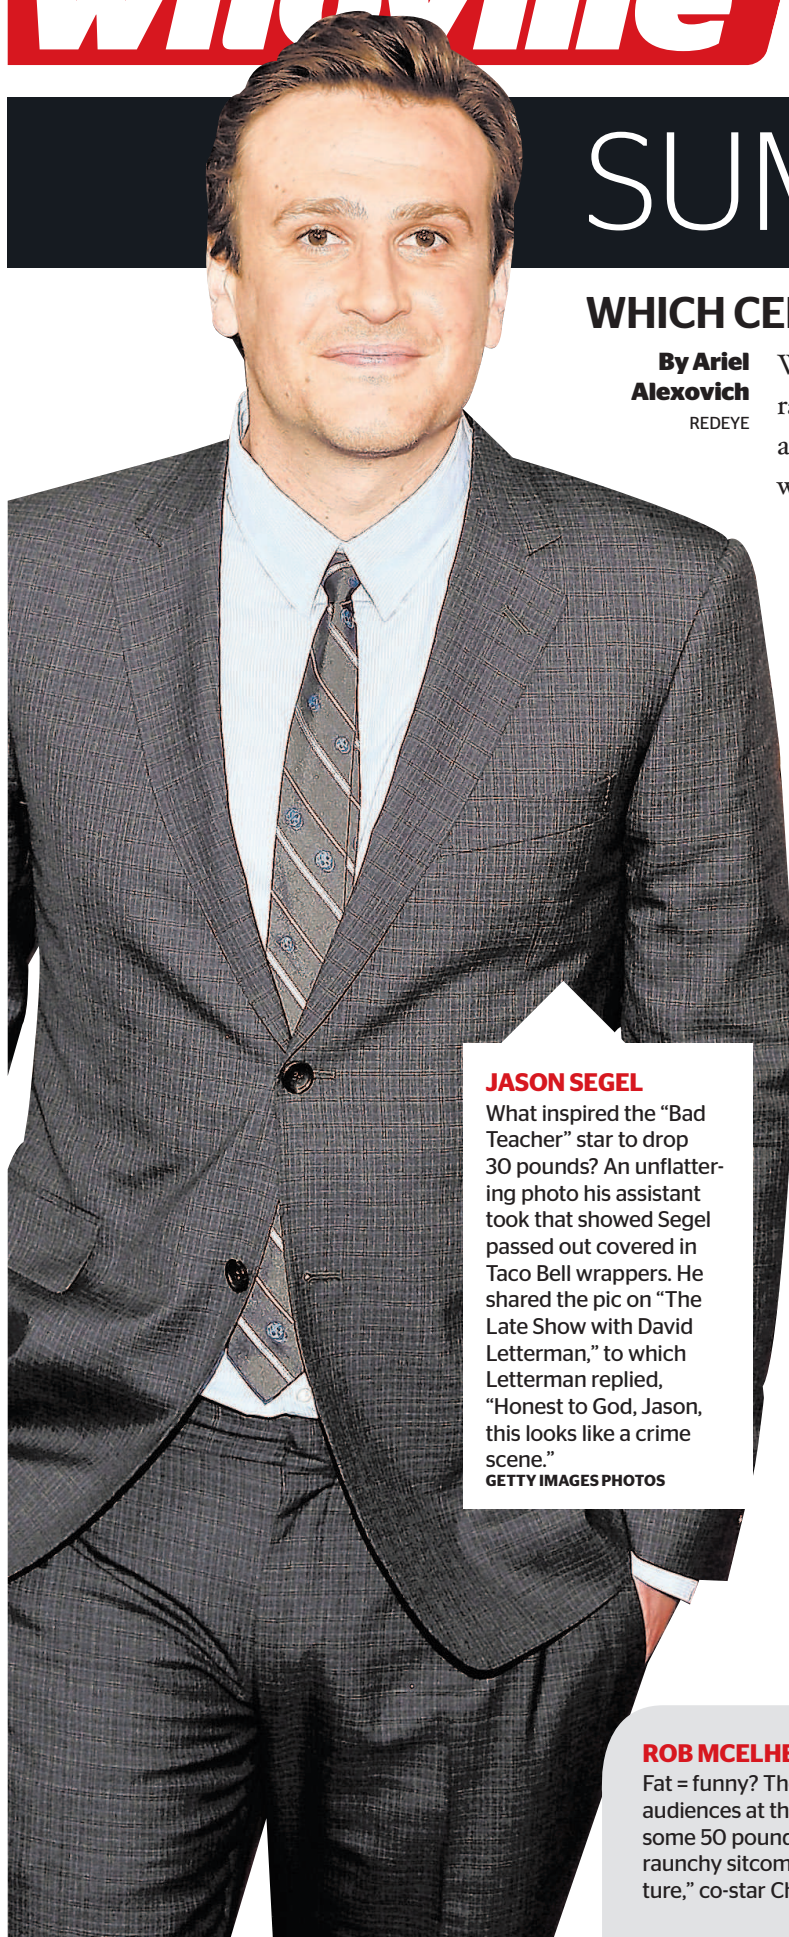 SUM
WHICH CE
By Ariel
Alexovich
REDEYE
JASON SEGEL
What inspired the “Bad
Teacher” star to drop
30 pounds? An unflatter-
ing photo his assistant
took that showed Segel
passed out covered in
Taco Bell wrappers. He
shared the pic on “The
Late Show with David
Letterman,” to which
Letterman replied,
“Honest to God, Jason,
this looks like a crime
scene.”
GETTY IMAGES PHOTOS
ROB MCELHE
Fat = funny? Th
audiences at th
some 50 pound
raunchy sitcom
ture,” co-star Ch